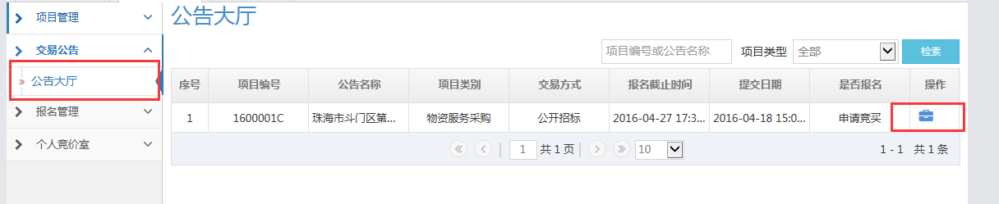 项目管理
交易公告
» 公告大厅
报名管理
个人竞价室
公告大厅
项目编号或公告名称 项目类型 全部 检索
序号 项目编号 公告名称 项目类别 交易方式 报名截止时间 提交日期 是否报名 操作
1 1600001C 珠海市斗门区第... 物资服务采购 公开招标 2016-04-27 17:3... 2016-04-18 15:0... 申请竞买
1 共 1 页 10 1 - 1 共 1 条